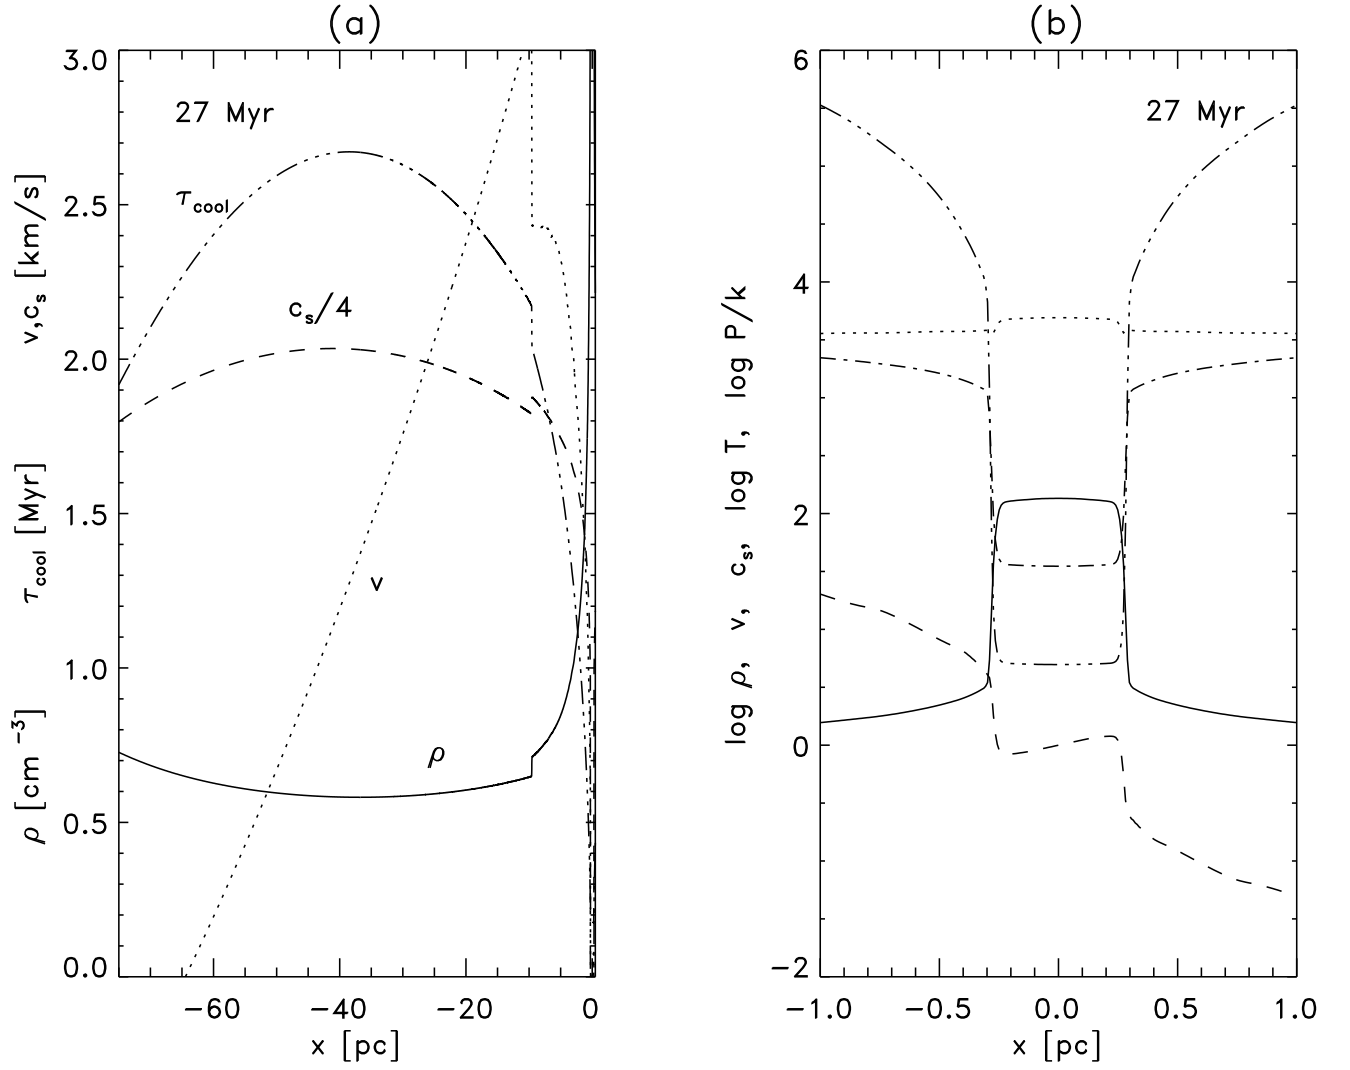 (a)
3.0
2.5
2.0
1.5
1.0
0.5
0.0
ρ [cm⁻³] τcool [Myr] v,cs [km/s]
27 Myr
τcool
cs/4
v
ρ
−60 −40 −20 0
x [pc]
(b)
6
4
2
0
−2
log ρ, v, cs, log T, log P/k
27 Myr
−1.0 −0.5 0.0 0.5 1.0
x [pc]